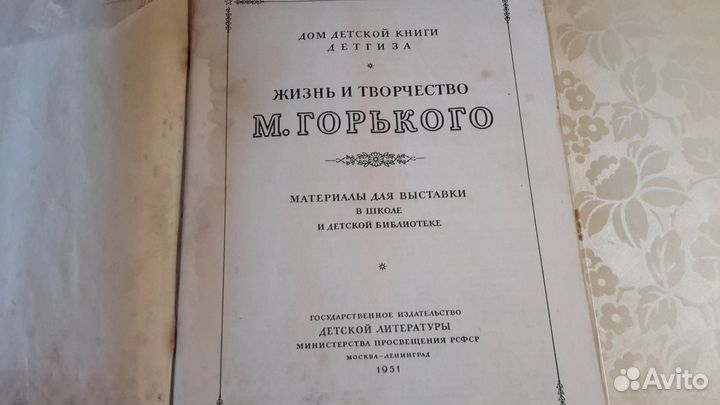 ДОМ ДЕТСКОЙ КНИГИ
ДЕТГИЗА
ЖИЗНЬ И ТВОРЧЕСТВО
М. ГОРЬКОГО
МАТЕРИАЛЫ ДЛЯ ВЫСТАВКИ
В ШКОЛЕ
И ДЕТСКОЙ БИБЛИОТЕКЕ
ГОСУДАРСТВЕННОЕ ИЗДАТЕЛЬСТВО
ДЕТСКОЙ ЛИТЕРАТУРЫ
МИНИСТЕРСТВА ПРОСВЕЩЕНИЯ РСФСР
МОСКВА–ЛЕНИНГРАД
1951
Avito